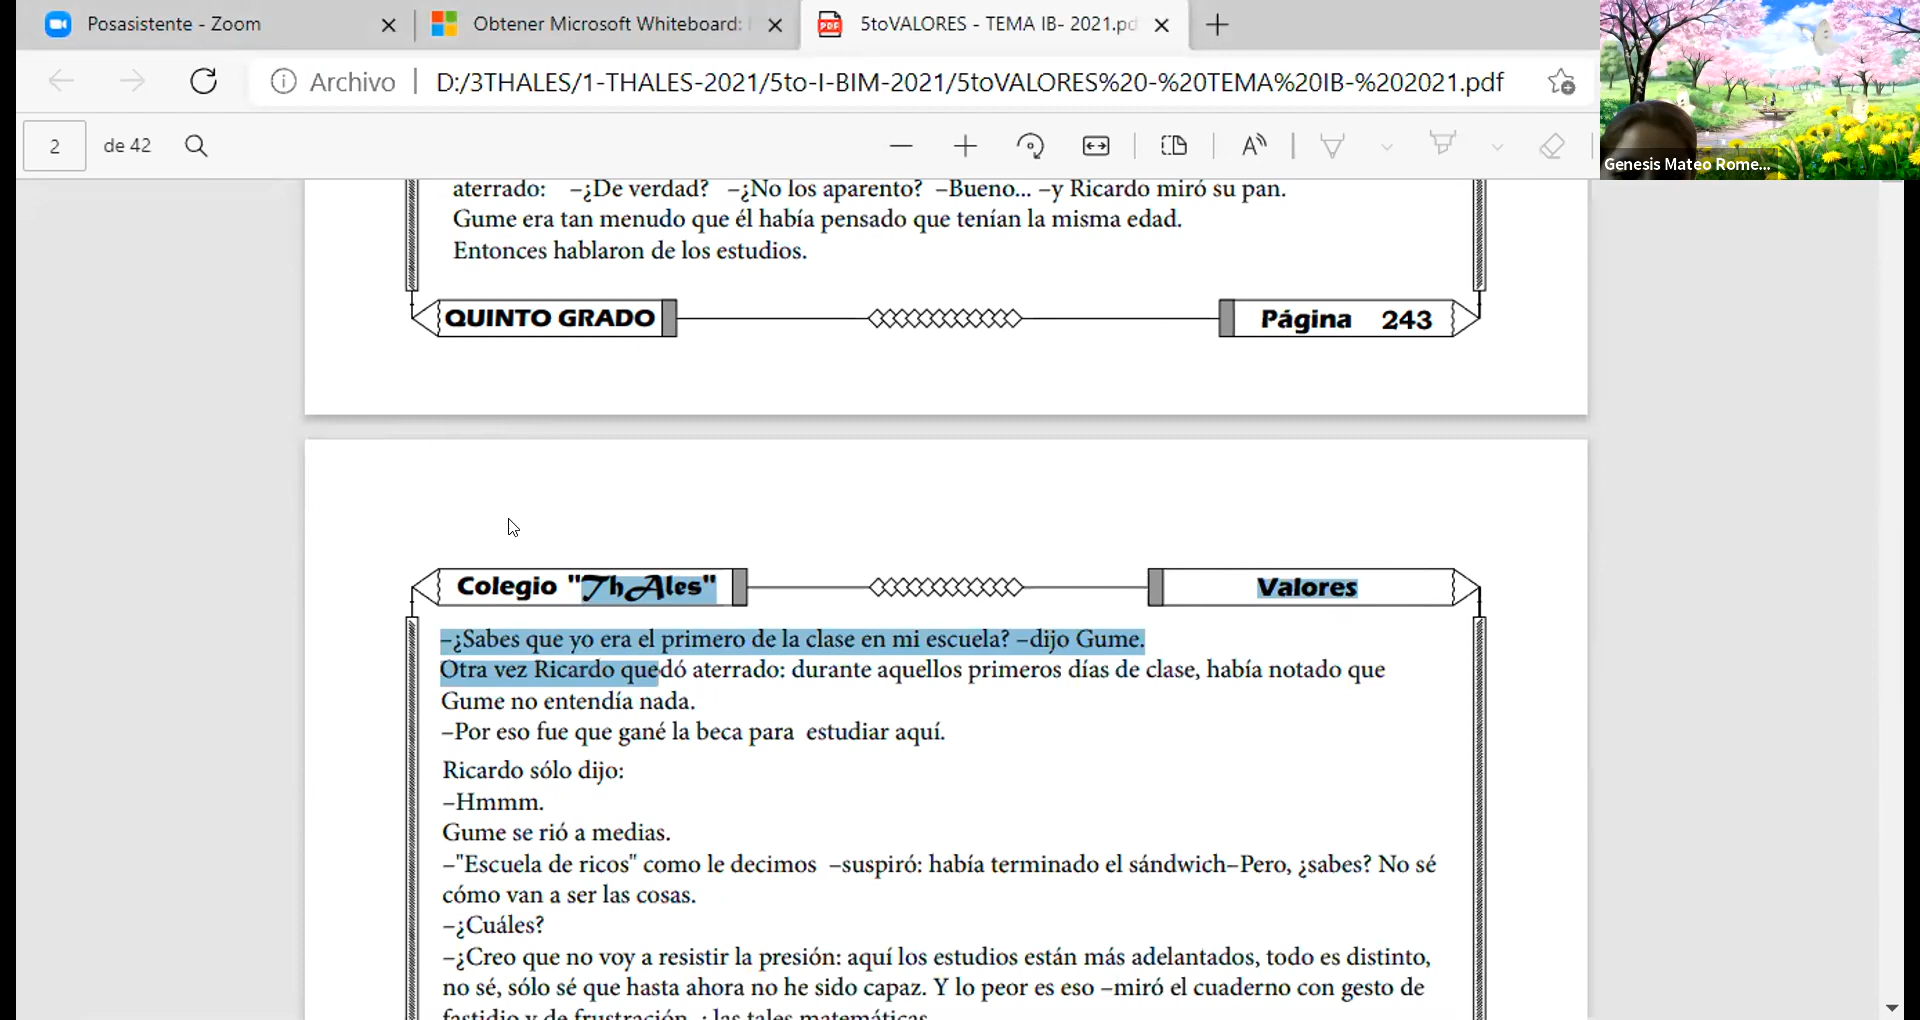 Posasistente - Zoom
Obtener Microsoft Whiteboard:
5toVALORES - TEMA IB- 2021.pd
Archivo
D:/3THALES/1-THALES-2021/5to-I-BIM-2021/5toVALORES%20-%20TEMA%20IB-%202021.pdf
2 de 42
Genesis Mateo Rome...
aterrado: –¿De verdad? –¿No los aparento? –Bueno... –y Ricardo miró su pan.
Gume era tan menudo que él había pensado que tenían la misma edad.
Entonces hablaron de los estudios.
QUINTO GRADO
Página 243
Colegio "ThAles"
Valores
–¿Sabes que yo era el primero de la clase en mi escuela? –dijo Gume.
Otra vez Ricardo quedó aterrado: durante aquellos primeros días de clase, había notado que
Gume no entendía nada.
–Por eso fue que gané la beca para estudiar aquí.
Ricardo sólo dijo:
–Hmmm.
Gume se rió a medias.
–"Escuela de ricos" como le decimos –suspiró: había terminado el sándwich–Pero, ¿sabes? No sé
cómo van a ser las cosas.
–¿Cuáles?
–¿Creo que no voy a resistir la presión: aquí los estudios están más adelantados, todo es distinto,
no sé, sólo sé que hasta ahora no he sido capaz. Y lo peor es eso –miró el cuaderno con gesto de
fastidio y de frustración, ¿las tales matemáticas